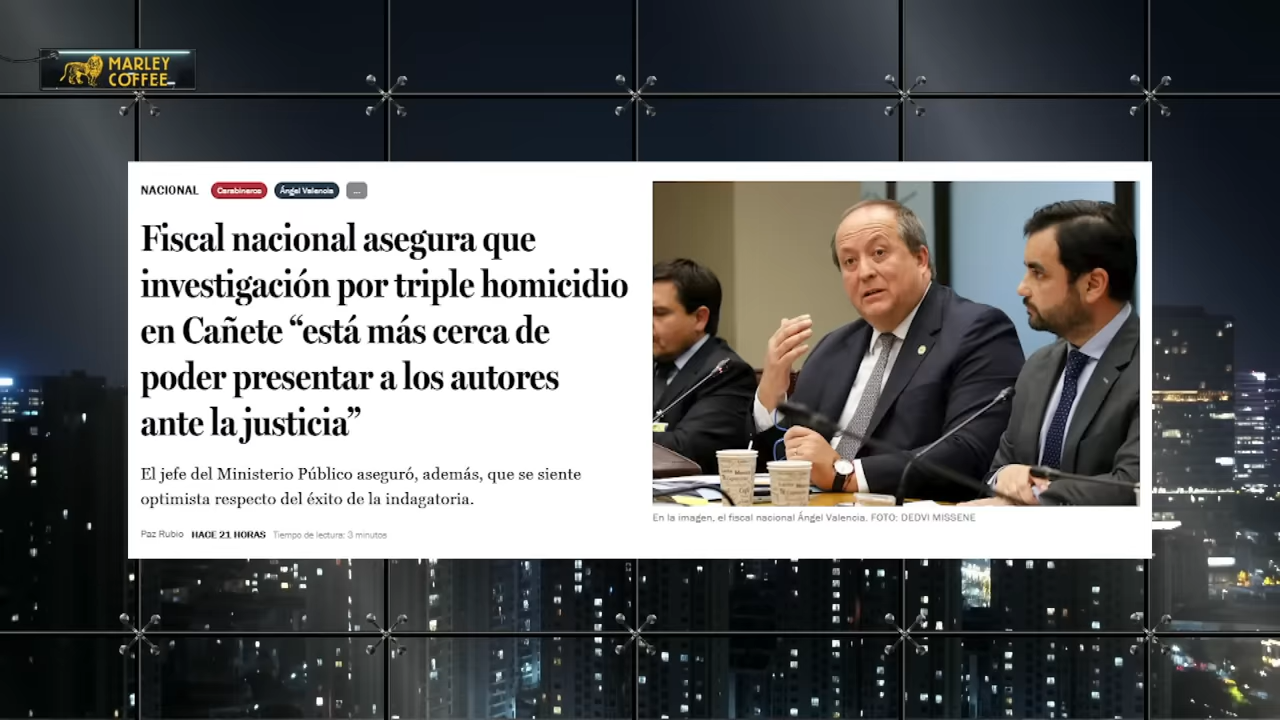 MARLEY
COFFEE
NACIONAL Carabineros Ángel Valencia ...
Fiscal nacional asegura que
investigación por triple homicidio
en Cañete “está más cerca de
poder presentar a los autores
ante la justicia”
El jefe del Ministerio Público aseguró, además, que se siente
optimista respecto del éxito de la indagatoria.
Paz Rubio HACE 21 HORAS Tiempo de lectura: 3 minutos
En la imagen, el fiscal nacional Ángel Valencia. FOTO: DEDVI MISSENE